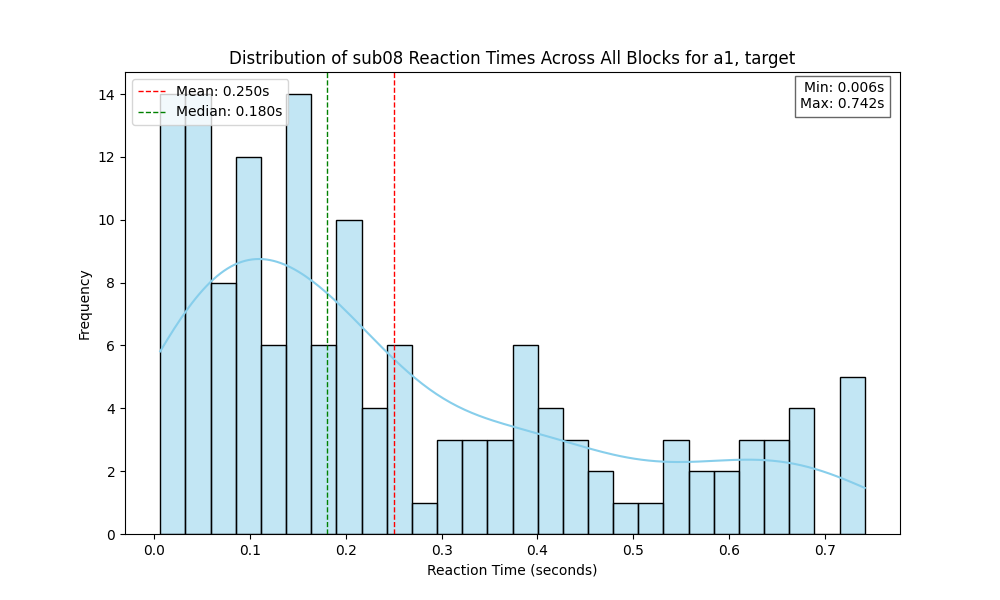 Distribution of sub08 Reaction Times Across All Blocks for a1, target
Mean: 0.250s
Median: 0.180s
Min: 0.006s
Max: 0.742s
14
12
10
8
6
4
2
0
Frequency
0.0 0.1 0.2 0.3 0.4 0.5 0.6 0.7
Reaction Time (seconds)